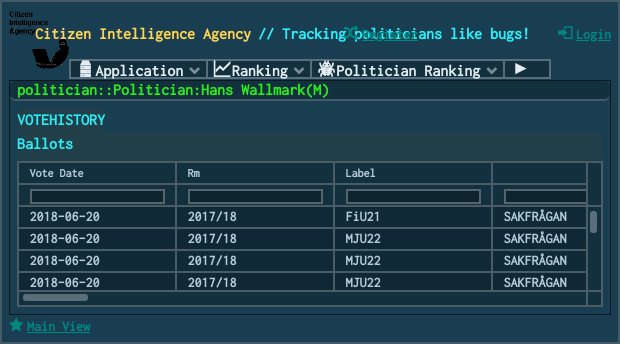 Citizen
Intelligence
Agency
Citizen Intelligence Agency // Tracking politicians like bugs!
Register
Login
Application Ranking Politician Ranking
politician::Politician:Hans Wallmark(M)
VOTEHISTORY
Ballots
Vote Date Rm Label
2018-06-20 2017/18 FiU21 SAKFRÅGAN
2018-06-20 2017/18 MJU22 SAKFRÅGAN
2018-06-20 2017/18 MJU22 SAKFRÅGAN
2018-06-20 2017/18 MJU22 SAKFRÅGAN
Main View